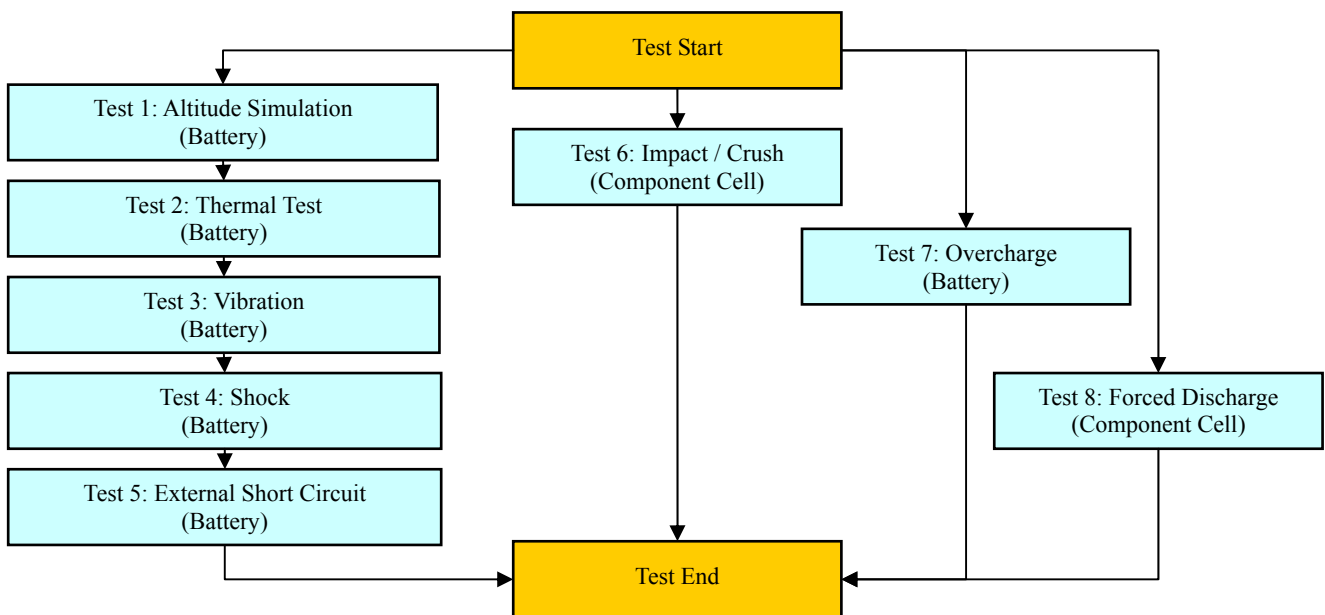 Test Start
Test 1: Altitude Simulation
(Battery)
Test 2: Thermal Test
(Battery)
Test 3: Vibration
(Battery)
Test 4: Shock
(Battery)
Test 5: External Short Circuit
(Battery)
Test 6: Impact / Crush
(Component Cell)
Test 7: Overcharge
(Battery)
Test 8: Forced Discharge
(Component Cell)
Test End